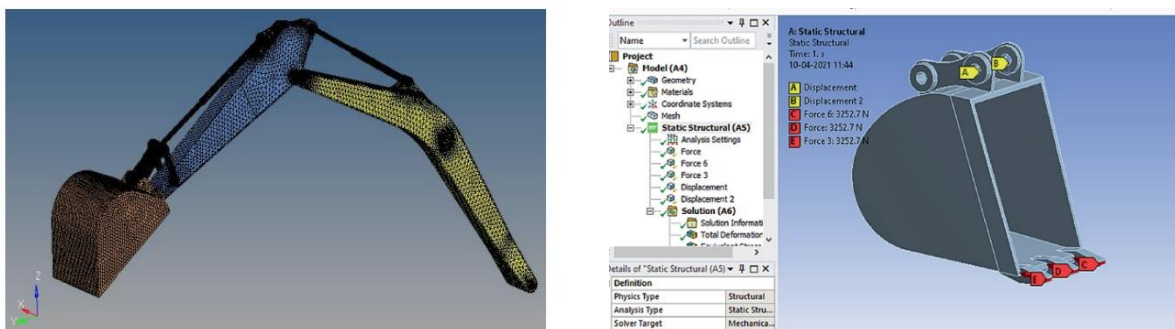 Z
X
Y
Outline
Name
Search Outline
Project
Model (A4)
Geometry
Materials
Coordinate Systems
Mesh
Static Structural (A5)
Analysis Settings
Force
Force 6
Force 3
Displacement
Displacement 2
Solution (A6)
Solution Informati
Total Deformation
Details of "Static Structural (A5)
Definition
Physics Type Structural
Analysis Type Static Stru...
Solver Target Mechanica...
A: Static Structural
Static Structural
Time: 1. s
10-04-2021 11:44
A Displacement
B Displacement 2
C Force 6: 3252.7 N
D Force: 3252.7 N
E Force 3: 3252.7 N
A
B
C
D
E